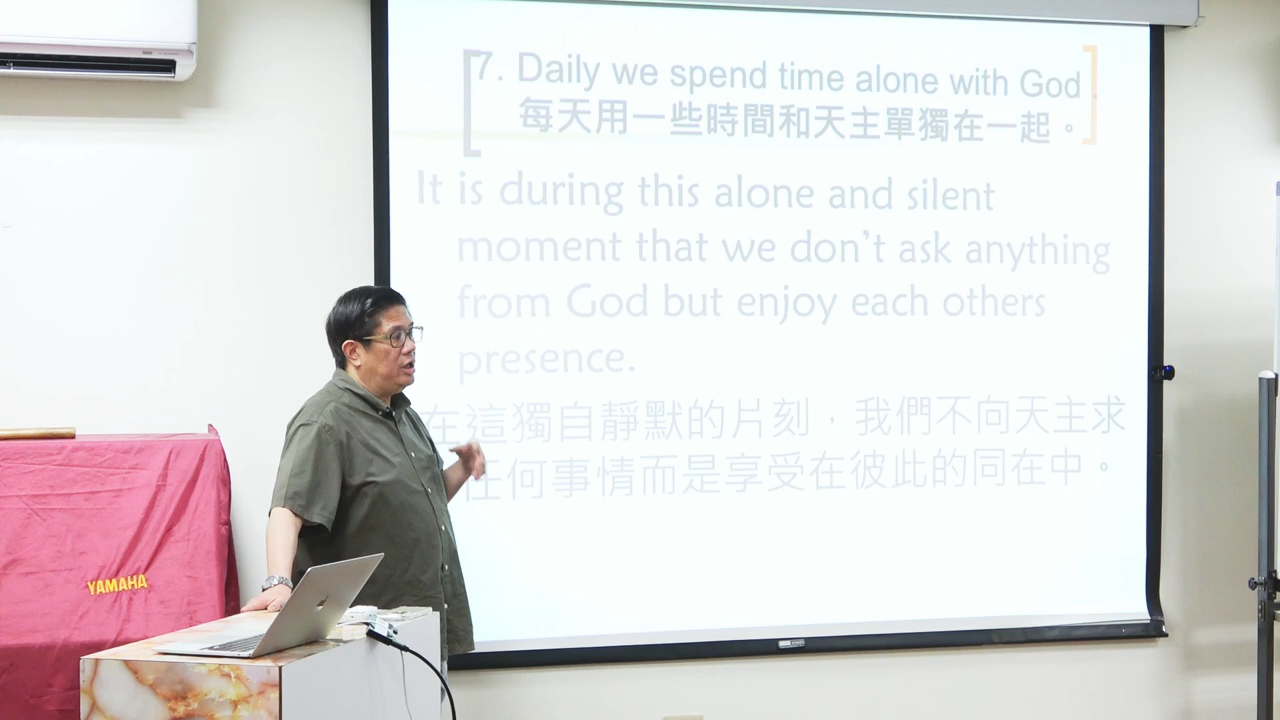 7. Daily we spend time alone with God
每天用一些時間和天主單獨在一起。
It is during this alone and silent
moment that we don't ask anything
from God but enjoy each others
presence.
在這獨自靜默的片刻，我們不向天主求
任何事情而是享受在彼此的同在中。
YAMAHA